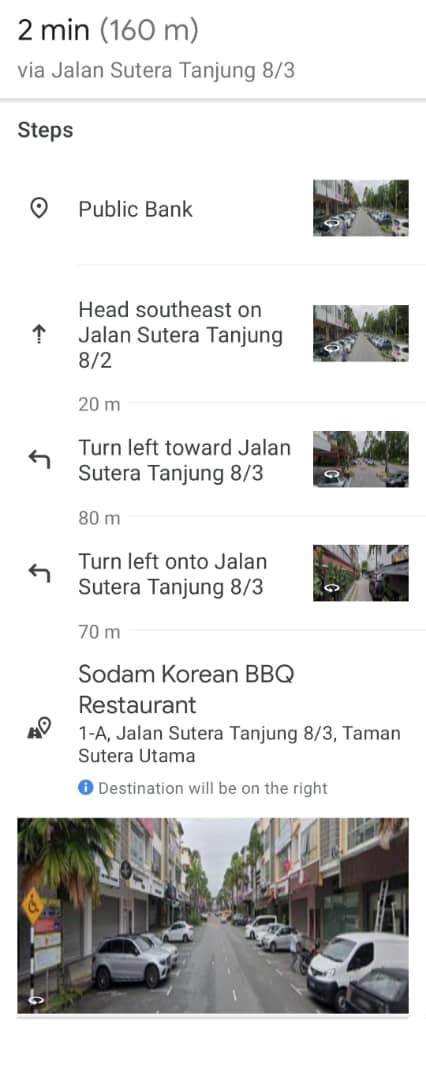 2 min (160 m)
via Jalan Sutera Tanjung 8/3
Steps
Public Bank
Head southeast on
Jalan Sutera Tanjung
8/2
20 m
Turn left toward Jalan
Sutera Tanjung 8/3
80 m
Turn left onto Jalan
Sutera Tanjung 8/3
70 m
Sodam Korean BBQ
Restaurant
1-A, Jalan Sutera Tanjung 8/3, Taman
Sutera Utama
Destination will be on the right